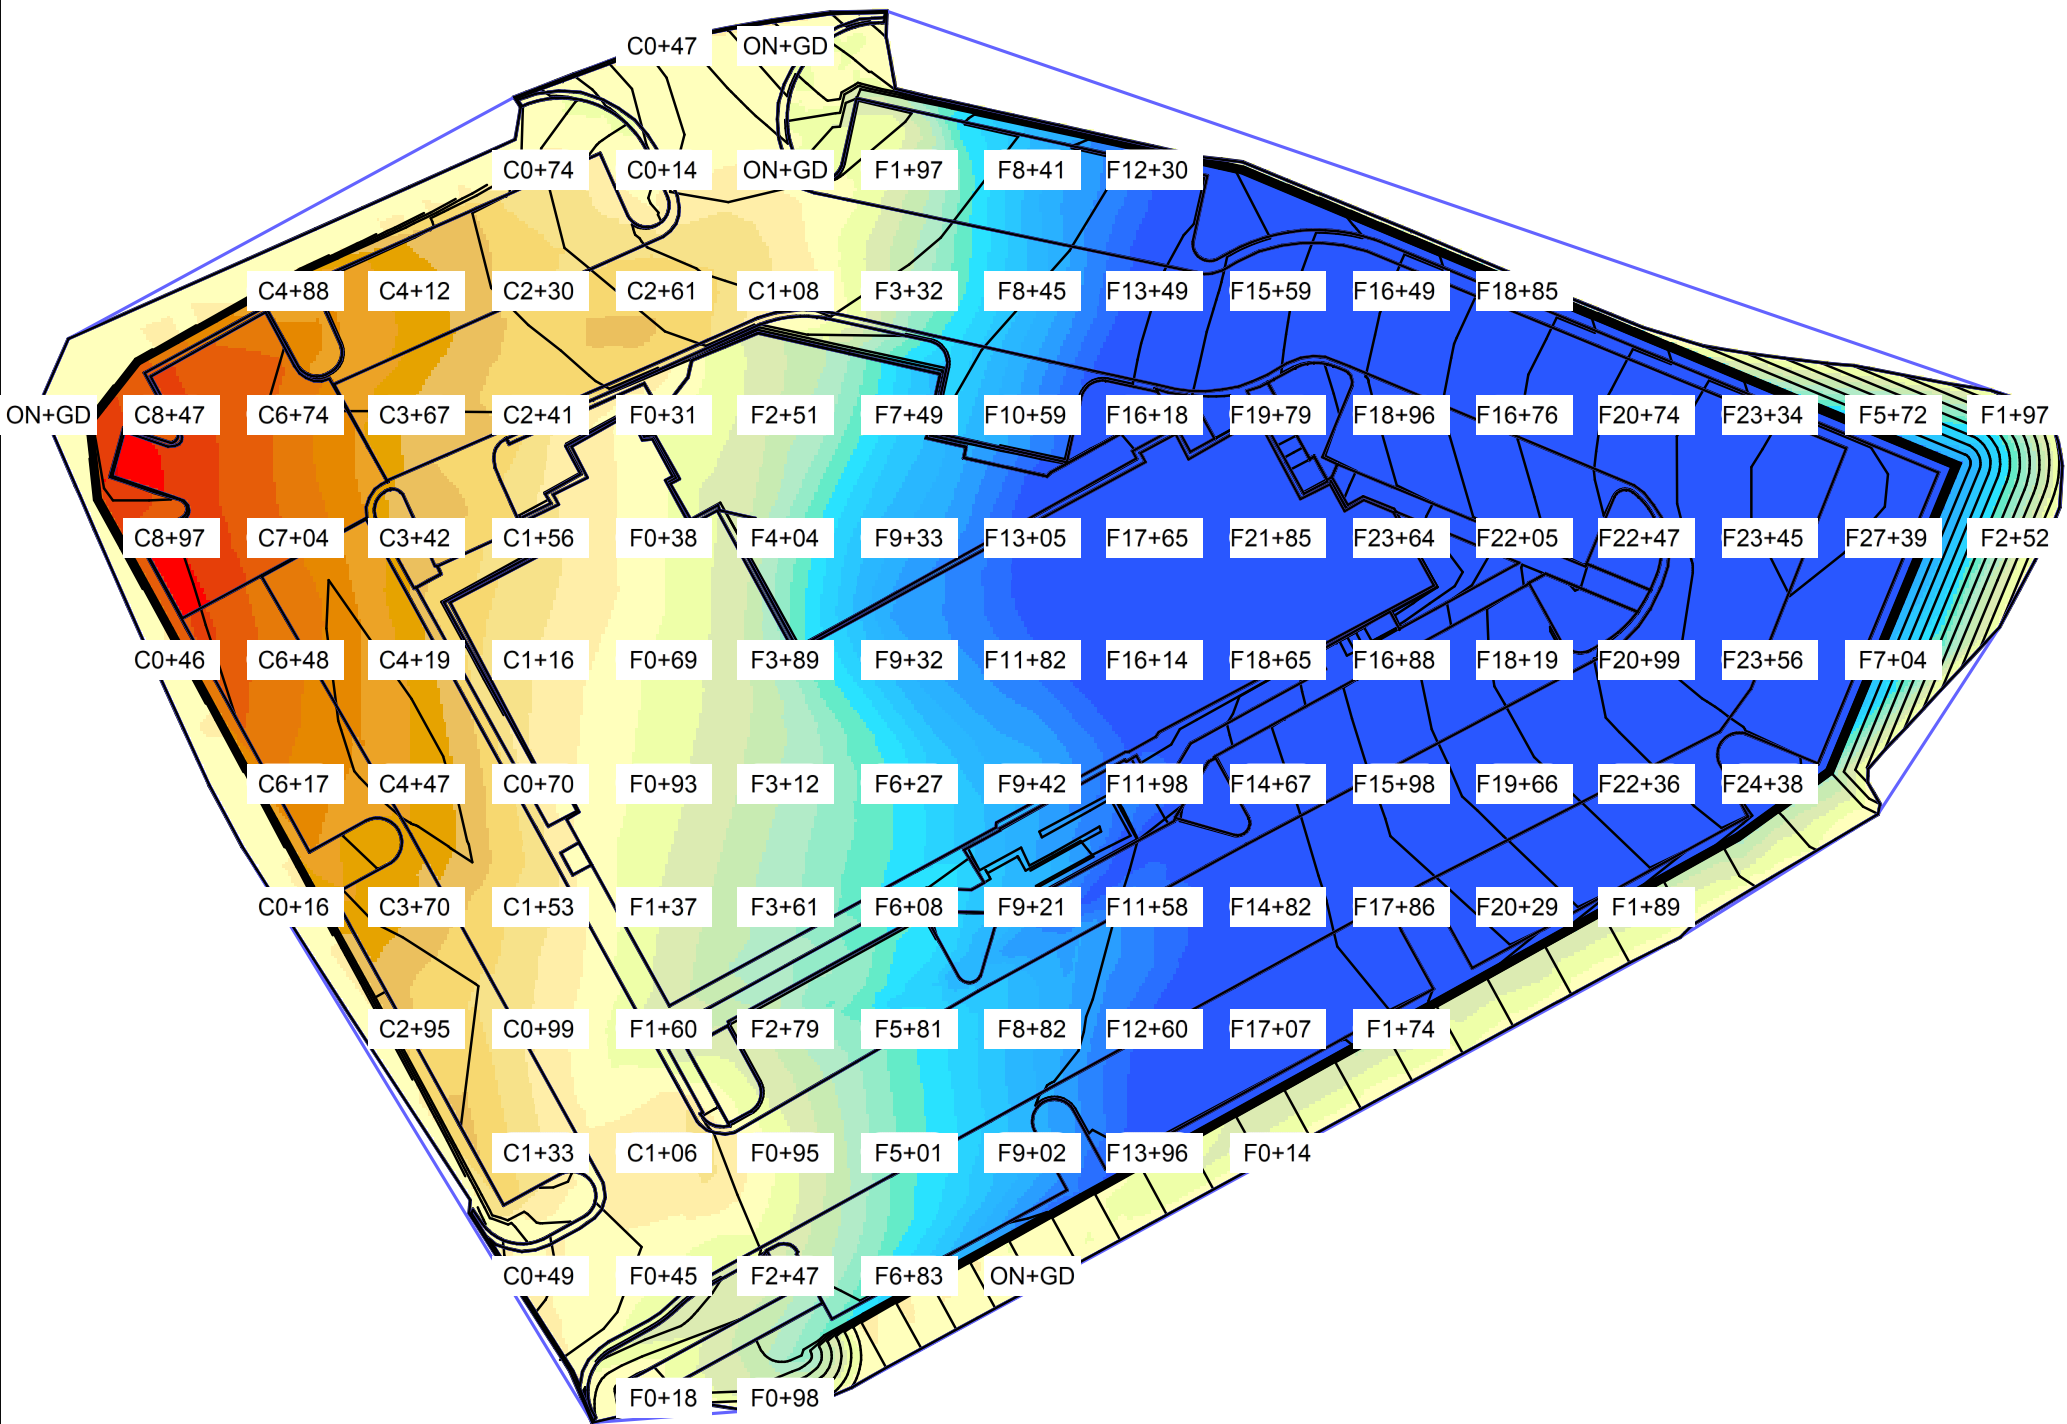 C0+47 ON+GD
C0+74 C0+14 ON+GD F1+97 F8+41 F12+30
C4+88 C4+12 C2+30 C2+61 C1+08 F3+32 F8+45 F13+49 F15+59 F16+49 F18+85
ON+GD C8+47 C6+74 C3+67 C2+41 F0+31 F2+51 F7+49 F10+59 F16+18 F19+79 F18+96 F16+76 F20+74 F23+34 F5+72 F1+97
C8+97 C7+04 C3+42 C1+56 F0+38 F4+04 F9+33 F13+05 F17+65 F21+85 F23+64 F22+05 F22+47 F23+45 F27+39 F2+52
C0+46 C6+48 C4+19 C1+16 F0+69 F3+89 F9+32 F11+82 F16+14 F18+65 F16+88 F18+19 F20+99 F23+56 F7+04
C6+17 C4+47 C0+70 F0+93 F3+12 F6+27 F9+42 F11+98 F14+67 F15+98 F19+66 F22+36 F24+38
C0+16 C3+70 C1+53 F1+37 F3+61 F6+08 F9+21 F11+58 F14+82 F17+86 F20+29 F1+89
C2+95 C0+99 F1+60 F2+79 F5+81 F8+82 F12+60 F17+07 F1+74
C1+33 C1+06 F0+95 F5+01 F9+02 F13+96 F0+14
C0+49 F0+45 F2+47 F6+83 ON+GD
F0+18 F0+98